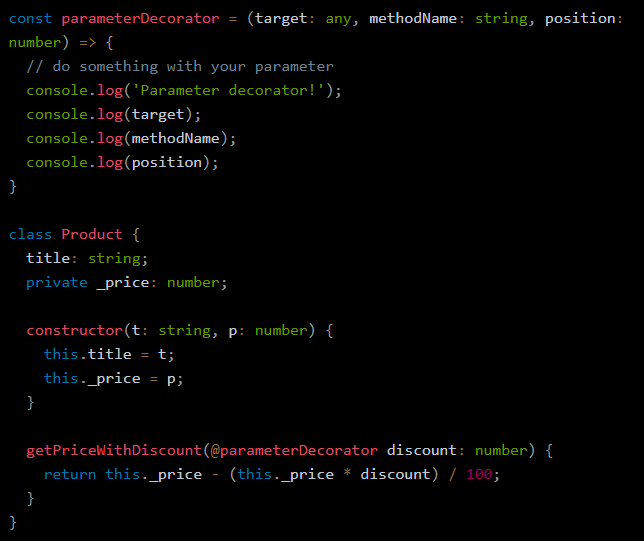 const parameterDecorator = (target: any, methodName: string, position:
number) => {
  // do something with your parameter
  console.log('Parameter decorator!');
  console.log(target);
  console.log(methodName);
  console.log(position);
}

class Product {
  title: string;
  private _price: number;

  constructor(t: string, p: number) {
    this.title = t;
    this._price = p;
  }

  getPriceWithDiscount(@parameterDecorator discount: number) {
    return this._price - (this._price * discount) / 100;
  }
}